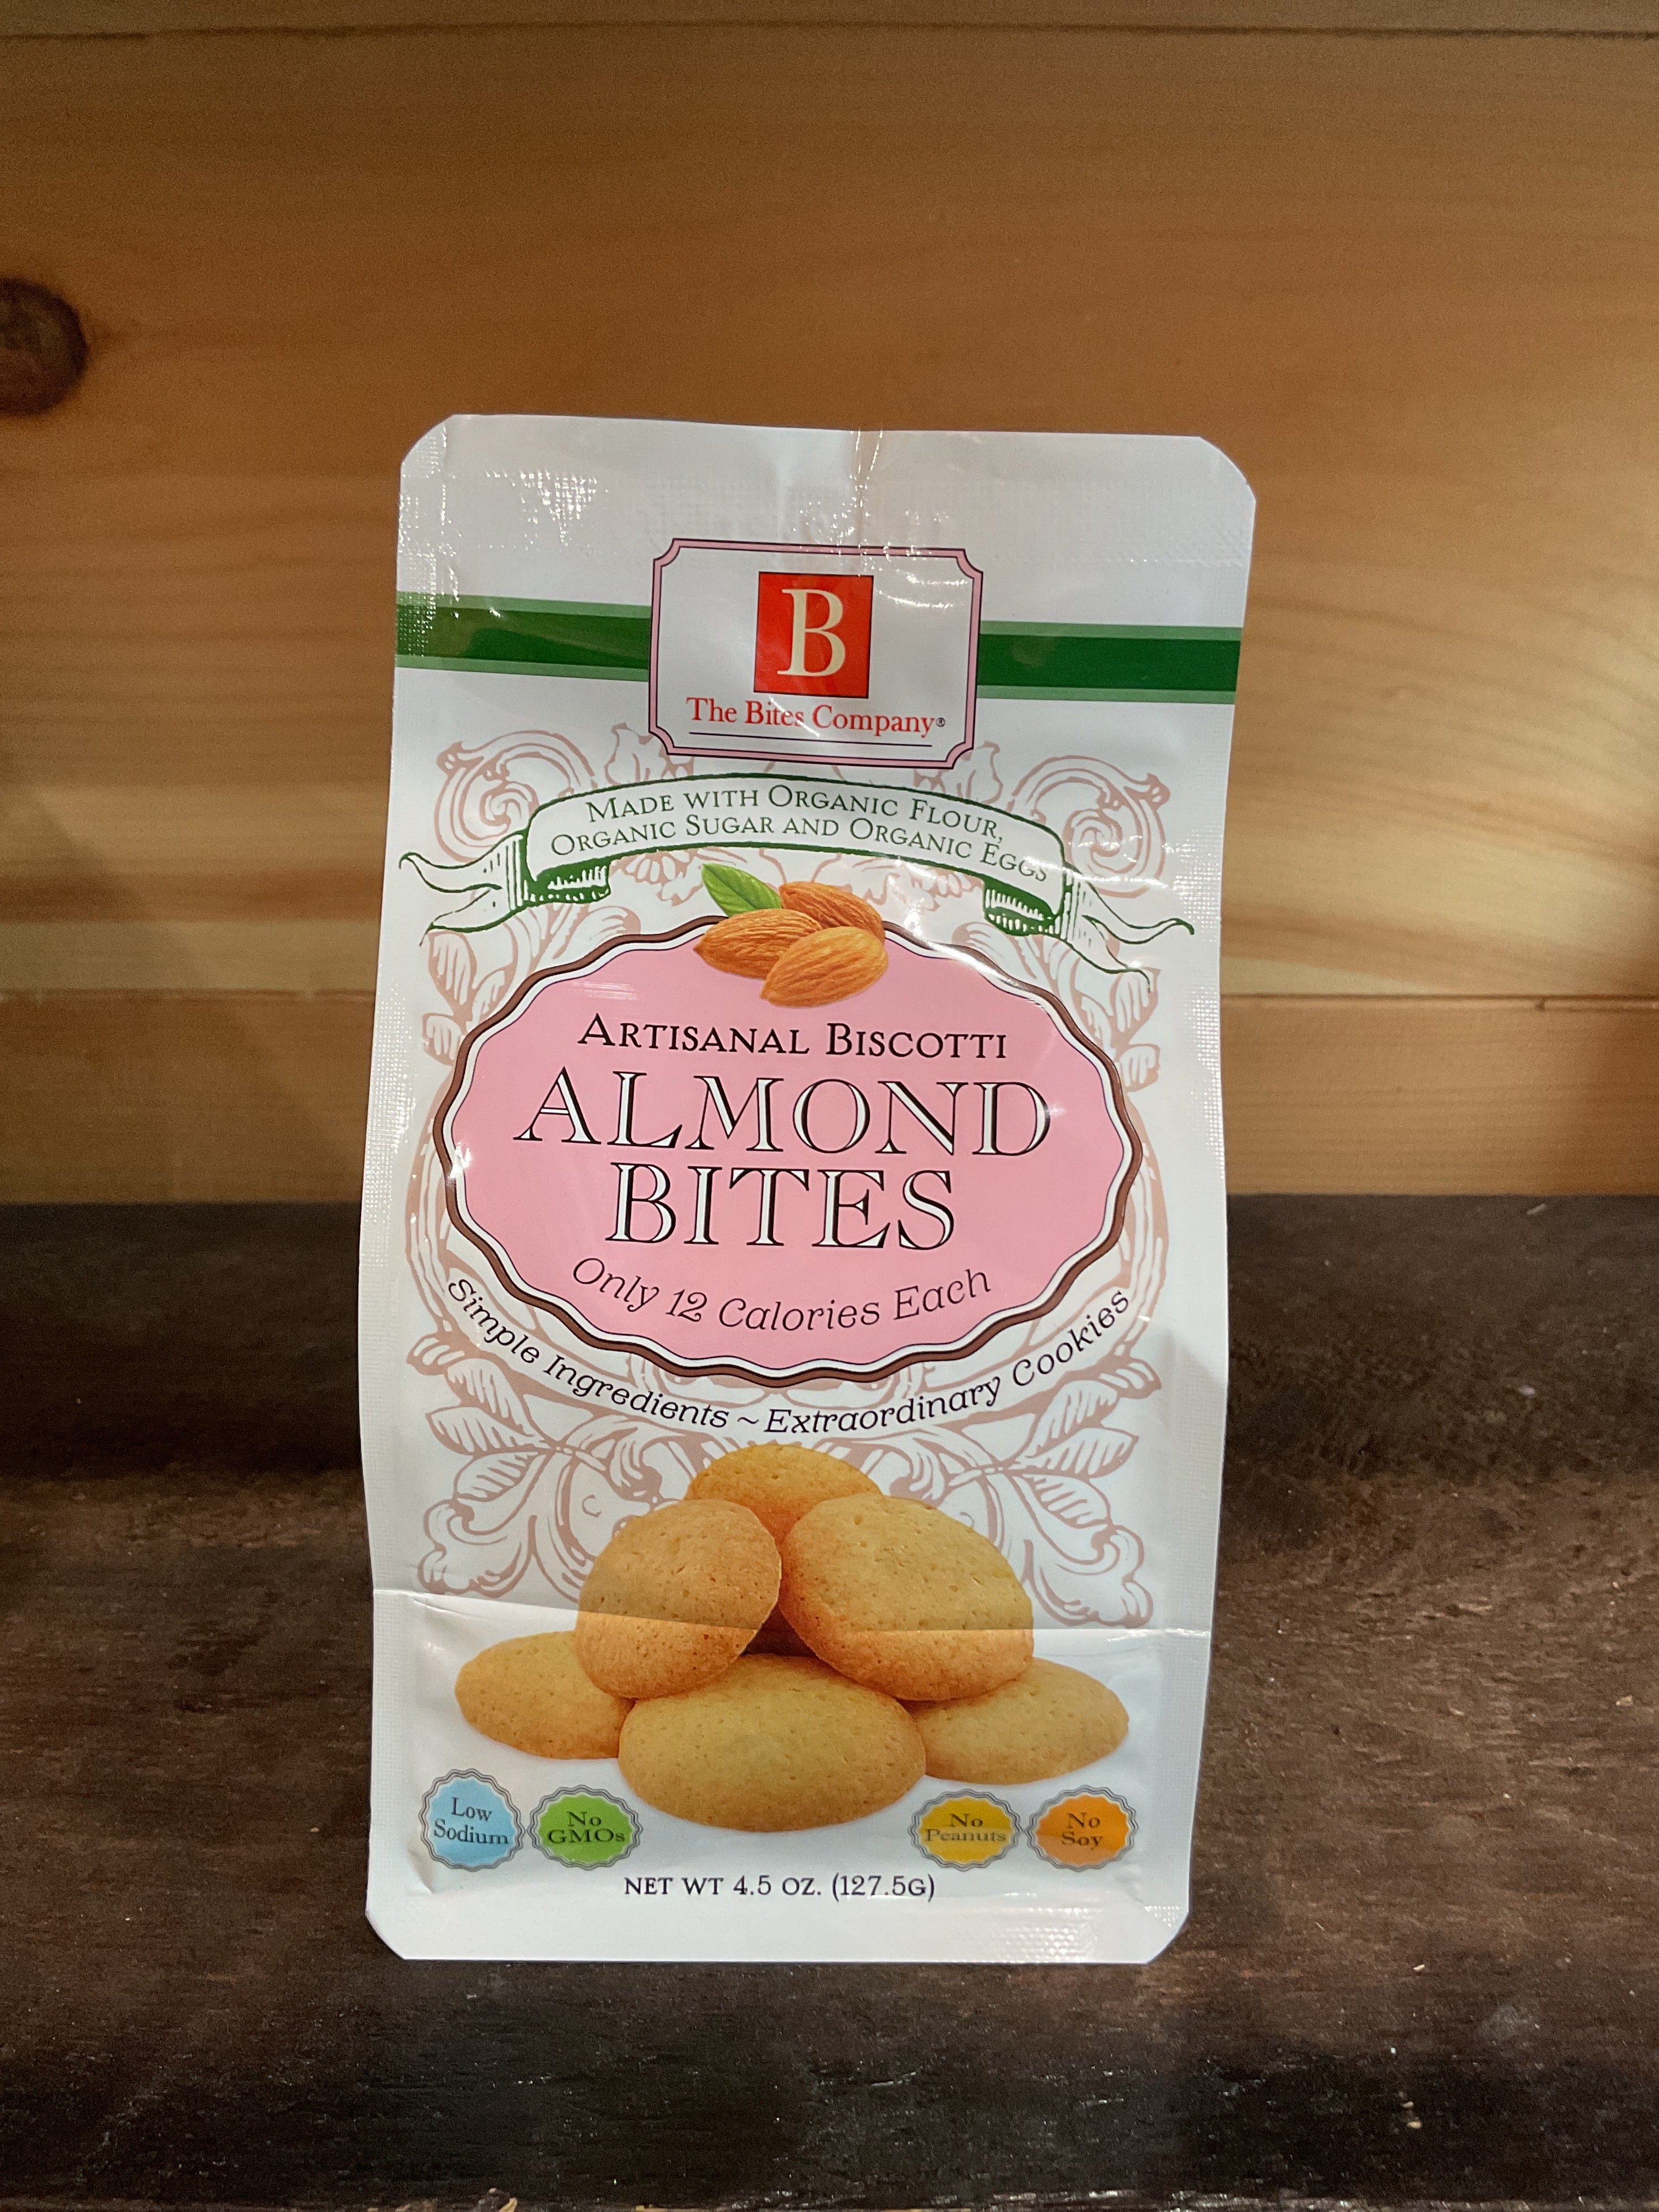 B
The Bites Company®
MADE WITH ORGANIC FLOUR,
ORGANIC SUGAR AND ORGANIC EGGS
ARTISANAL BISCOTTI
ALMOND
BITES
Only 12 Calories Each
Simple Ingredients ~ Extraordinary Cookies
Low
Sodium
No
GMOs
No
Peanuts
No
Soy
NET WT 4.5 OZ. (127.5G)